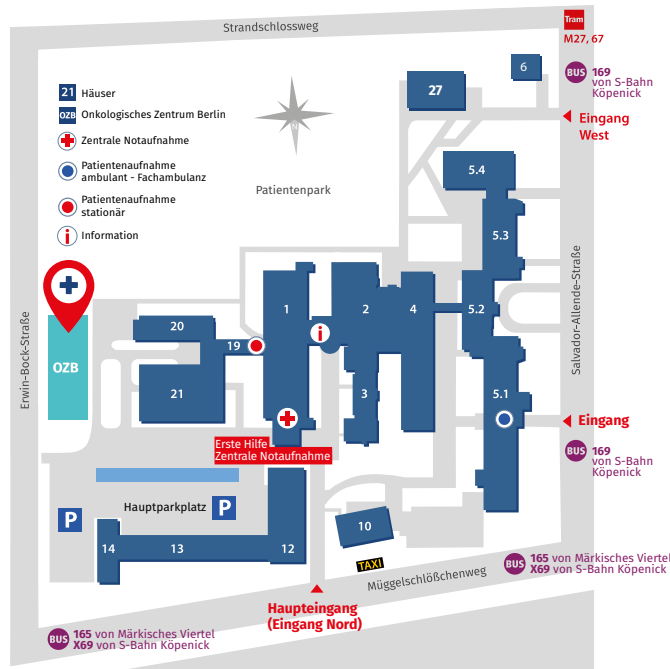 Strandschlossweg
Tram
M27, 67
BUS 169
von S-Bahn
Köpenick
6
27
Eingang
West
21 Häuser
OZB Onkologisches Zentrum Berlin
Zentrale Notaufnahme
Patientenaufnahme
ambulant - Fachambulanz
Patientenaufnahme
stationär
i Information
N
Patientenpark
5.4
5.3
Salvador-Allende-Straße
Erwin-Bock-Straße
1
2
4
5.2
i
20
19
OZB
21
3
5.1
Eingang
Erste Hilfe
Zentrale Notaufnahme
BUS 169
von S-Bahn
Köpenick
Hauptparkplatz P
P
10
14
13
12
TAXI
Müggelschlößchenweg
BUS 165 von Märkisches Viertel
X69 von S-Bahn Köpenick
Haupteingang
(Eingang Nord)
BUS 165 von Märkisches Viertel
X69 von S-Bahn Köpenick